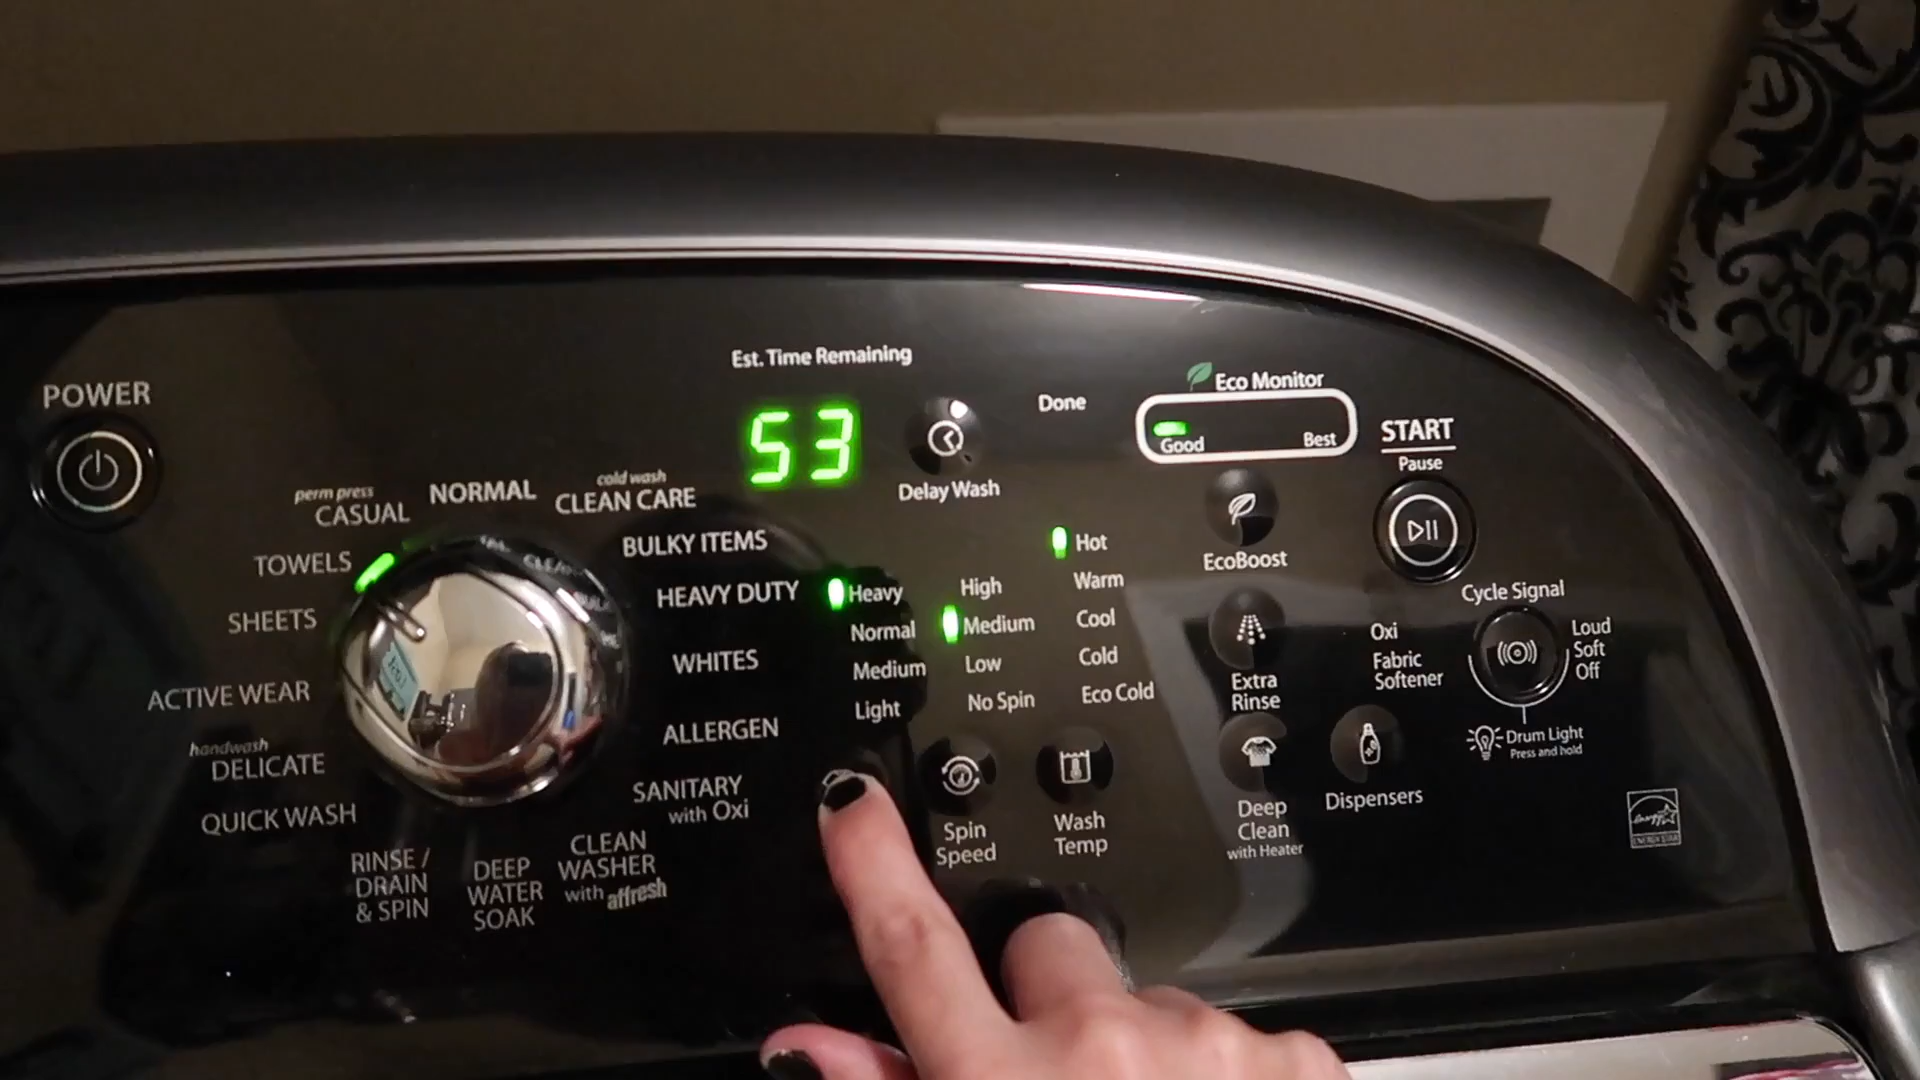 Est. Time Remaining
53
Delay Wash
Done
Eco Monitor
Good
Best
START
Pause
POWER
perm press
CASUAL
NORMAL
cold wash
CLEAN CARE
TOWELS
BULKY ITEMS
SHEETS
HEAVY DUTY
ACTIVE WEAR
WHITES
handwash
DELICATE
ALLERGEN
QUICK WASH
SANITARY
with Oxi
RINSE /
DRAIN
& SPIN
DEEP
WATER
SOAK
CLEAN
WASHER
with affresh
Heavy
Normal
Medium
Light
High
Medium
Low
No Spin
Spin
Speed
Hot
Warm
Cool
Cold
Eco Cold
Wash
Temp
EcoBoost
Extra
Rinse
Deep
Clean
with Heater
Oxi
Fabric
Softener
Dispensers
Cycle Signal
Loud
Soft
Off
Drum Light
Press and hold
ENERGY STAR